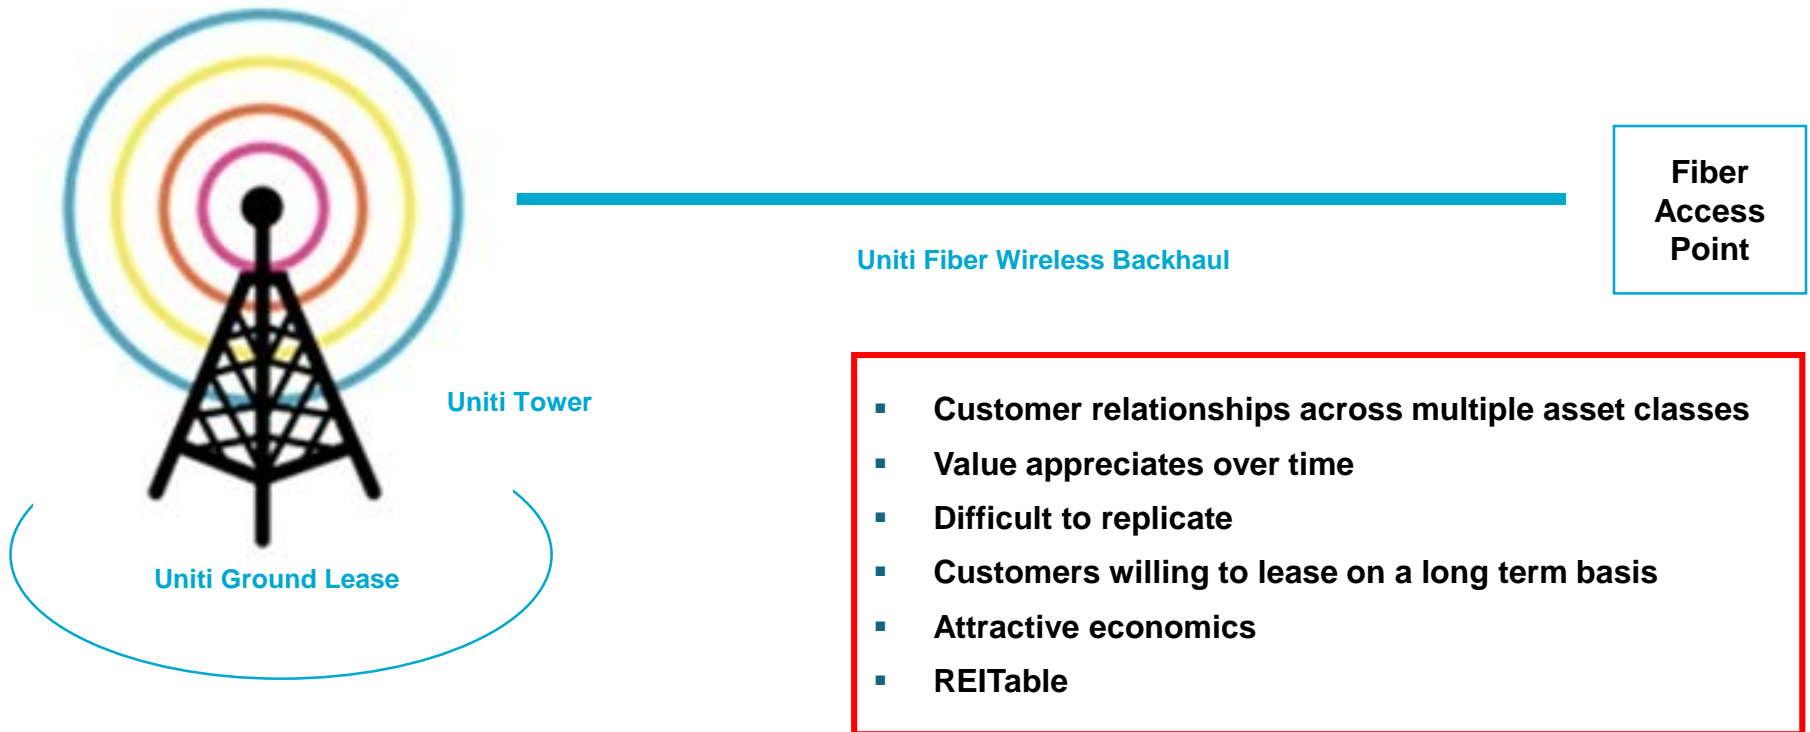 Fiber
Access
Point
Uniti Fiber Wireless Backhaul
Uniti Tower
Uniti Ground Lease
▪ Customer relationships across multiple asset classes
▪ Value appreciates over time
▪ Difficult to replicate
▪ Customers willing to lease on a long term basis
▪ Attractive economics
▪ REITable